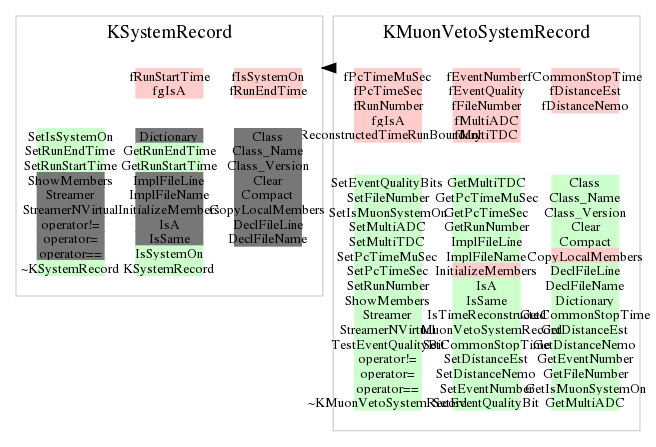 KSystemRecord
fRunStartTime fIsSystemOn
fgIsA fRunEndTime
SetIsSystemOn Dictionary Class
SetRunEndTime GetRunEndTime Class_Name
SetRunStartTime GetRunStartTime Class_Version
ShowMembers ImplFileLine Clear
Streamer ImplFileName Compact
StreamerNVirtual InitializeMembers CopyLocalMembers
operator!= IsA DeclFileLine
operator= IsSame DeclFileName
operator== IsSystemOn
~KSystemRecord KSystemRecord
KMuonVetoSystemRecord
fPcTimeMuSec fEventNumber fCommonStopTime
fPcTimeSec fEventQuality fDistanceEst
fRunNumber fFileNumber fDistanceNemo
fgIsA fMultiADC
fMultiTDC
SetEventQualityBits GetMultiTDC Class
SetFileNumber GetPcTimeMuSec Class_Name
SetIsMuonSystemOn GetPcTimeSec Class_Version
SetMultiADC GetRunNumber Clear
SetMultiTDC ImplFileLine Compact
SetPcTimeMuSec ImplFileName CopyLocalMembers
SetPcTimeSec InitializeMembers DeclFileLine
SetRunNumber IsA DeclFileName
ShowMembers IsSame Dictionary
Streamer IsTimeReconstructed GetCommonStopTime
StreamerNVirtual KMuonVetoSystemRecord GetDistanceEst
TestEventQualityBit SetCommonStopTime GetDistanceNemo
operator!= SetDistanceEst GetEventNumber
operator= SetDistanceNemo GetFileNumber
operator== SetEventNumber GetIsMuonSystemOn
~KMuonVetoSystemRecord SetEventQualityBit GetMultiADC